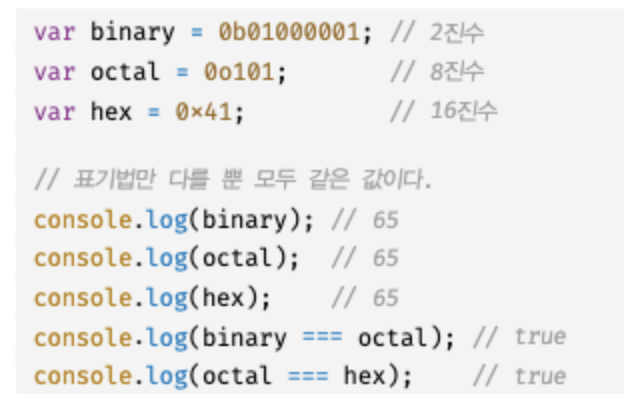 var binary = 0b01000001; // 2진수
var octal = 0o101; // 8진수
var hex = 0×41; // 16진수
// 표기법만 다를 뿐 모두 같은 값이다.
console.log(binary); // 65
console.log(octal); // 65
console.log(hex); // 65
console.log(binary === octal); // true
console.log(octal === hex); // true